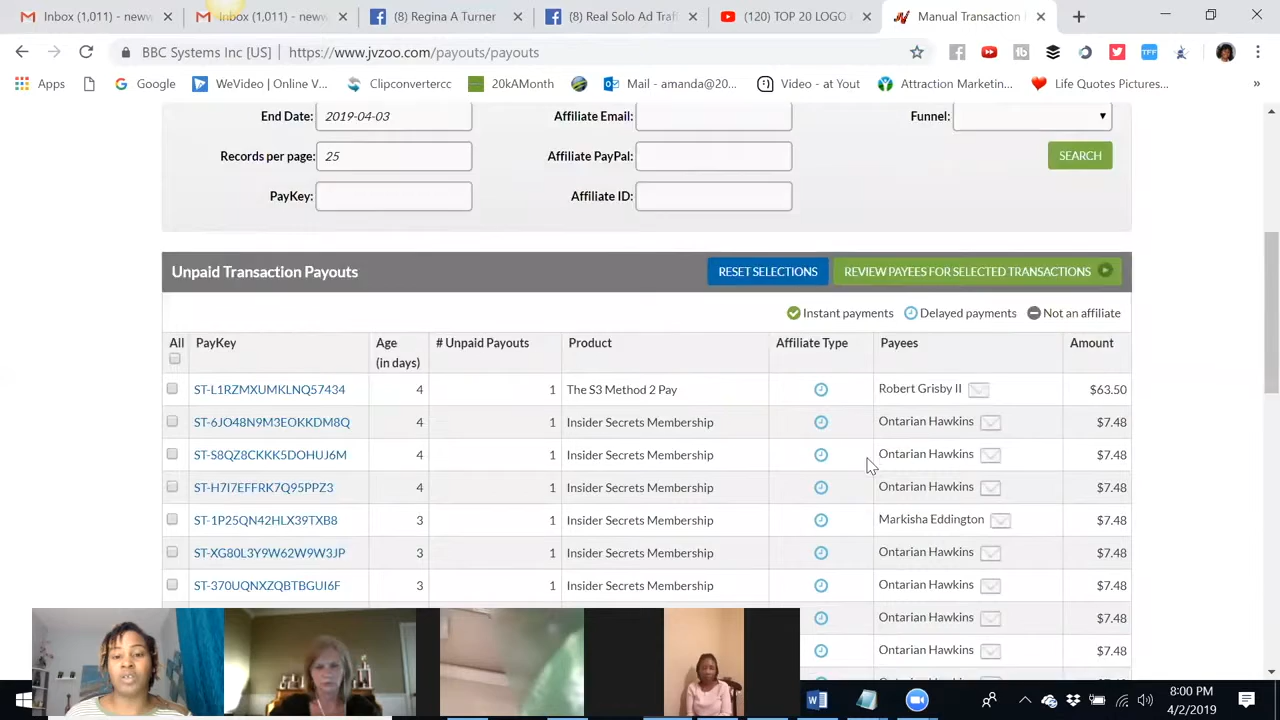 Inbox (1,011) - neww
Inbox (1,011) - neww
(8) Regina A Turner
(8) Real Solo Ad Traff
(120) TOP 20 LOGO
Manual Transaction
BBC Systems Inc [US]
https://www.jvzoo.com/payouts/payouts
Apps
Google
WeVideo | Online V...
Clipconvertercc
20kAMonth
Mail - amanda@20...
Video - at Yout
Attraction Marketin...
Life Quotes Pictures...
»
End Date: 2019-04-03 Affiliate Email: Funnel:
Records per page: 25 Affiliate PayPal: SEARCH
PayKey: Affiliate ID:
Unpaid Transaction Payouts RESET SELECTIONS REVIEW PAYEES FOR SELECTED TRANSACTIONS
Instant payments Delayed payments Not an affiliate
All PayKey Age (in days) # Unpaid Payouts Product Affiliate Type Payees Amount
ST-L1RZMXUMKLNQ57434 4 1 The S3 Method 2 Pay Robert Grisby II $63.50
ST-6JO48N9M3EOKKDM8Q 4 1 Insider Secrets Membership Ontarian Hawkins $7.48
ST-S8QZ8CKKK5DOHUJ6M 4 1 Insider Secrets Membership Ontarian Hawkins $7.48
ST-H7I7EFFRK7Q95PPZ3 4 1 Insider Secrets Membership Ontarian Hawkins $7.48
ST-1P25QN42HLX39TXB8 3 1 Insider Secrets Membership Markisha Eddington $7.48
ST-XG80L3Y9W62W9W3JP 3 1 Insider Secrets Membership Ontarian Hawkins $7.48
ST-370UQNXZOBTBGUI6F 3 1 Insider Secrets Membership Ontarian Hawkins $7.48
Ontarian Hawkins $7.48
Ontarian Hawkins $7.48
8:00 PM
4/2/2019